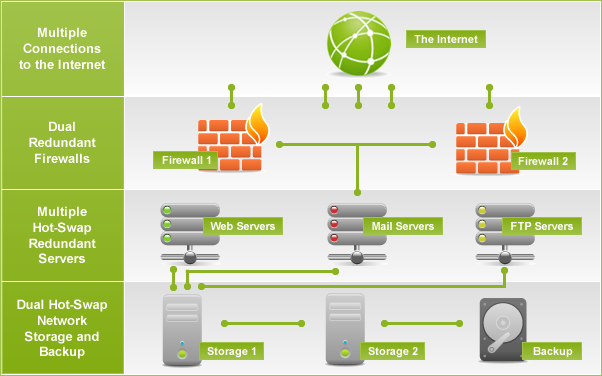 Multiple
Connections
to the Internet
The Internet
Dual
Redundant
Firewalls
Firewall 1
Firewall 2
Multiple
Hot-Swap
Redundant
Servers
Web Servers
Mail Servers
FTP Servers
Dual Hot-Swap
Network
Storage and
Backup
Storage 1
Storage 2
Backup